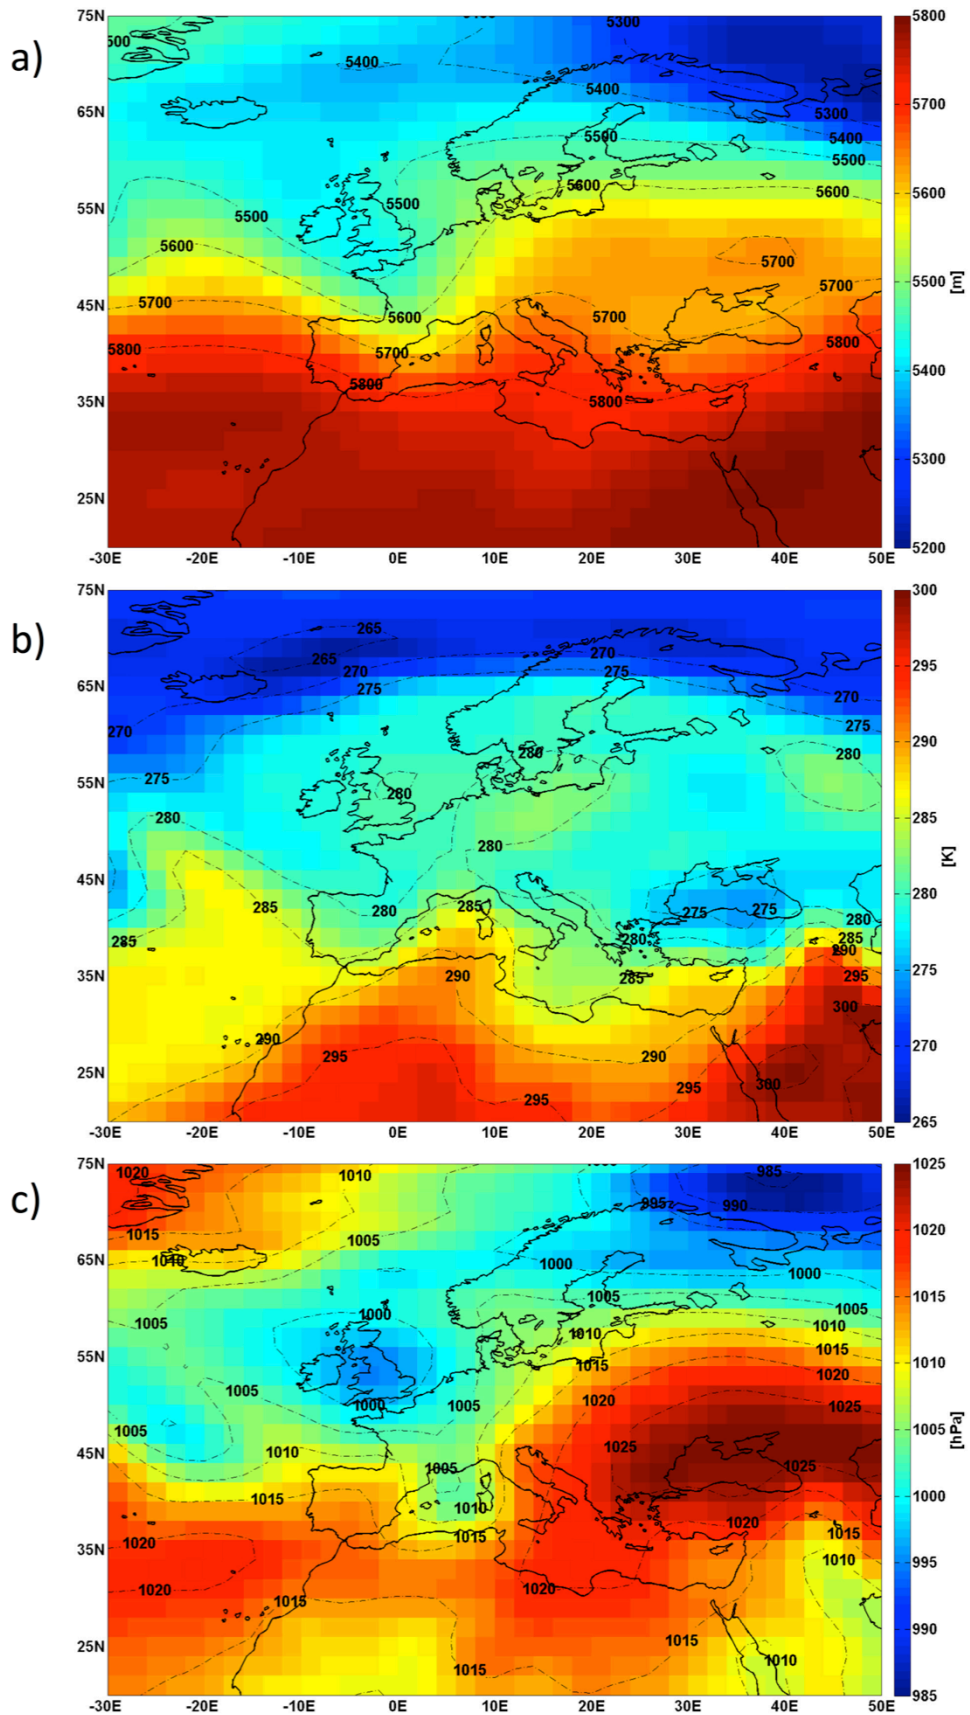 a)
75N 5400 5300 5800
500
5400
5400
65N 5300 5700
5500 5400
5500
5600 5600 5600
55N 5500 5500
5600
5700 5500 [m]
5700 5700
45N 5600 5700
5400
5800 5700 5800
5800
35N 5800
5300
25N
5200
-30E -20E -10E 0E 10E 20E 30E 40E 50E
b)
75N 300
265
265 270
270 275 295
65N 275 270
270 275
280 280 290
275
55N 280
280 285
280 [K]
45N
285 285 280
280 275 275 280
285 280 285
290
35N 290 285 295 275
300
290 290 270
25N 295 300
295 295
265
-30E -20E -10E 0E 10E 20E 30E 40E 50E
c)
75N 1020 1010 1000 985 1025
995 990
1015 1005
65N 1010 1000 1000 1020
1005 1005
1005 1000 1010 1010
1015 1015
55N 1015
1005 1020 1020
1000 1005 1025 1010
1005
45N 1010 1025 [hPa]
1005 1025 1005
1015 1010 1020
1020 1015 1015 1000
35N 1010
1020 1020 995
1015
25N 1015 990
1015 1010
985
-30E -20E -10E 0E 10E 20E 30E 40E 50E